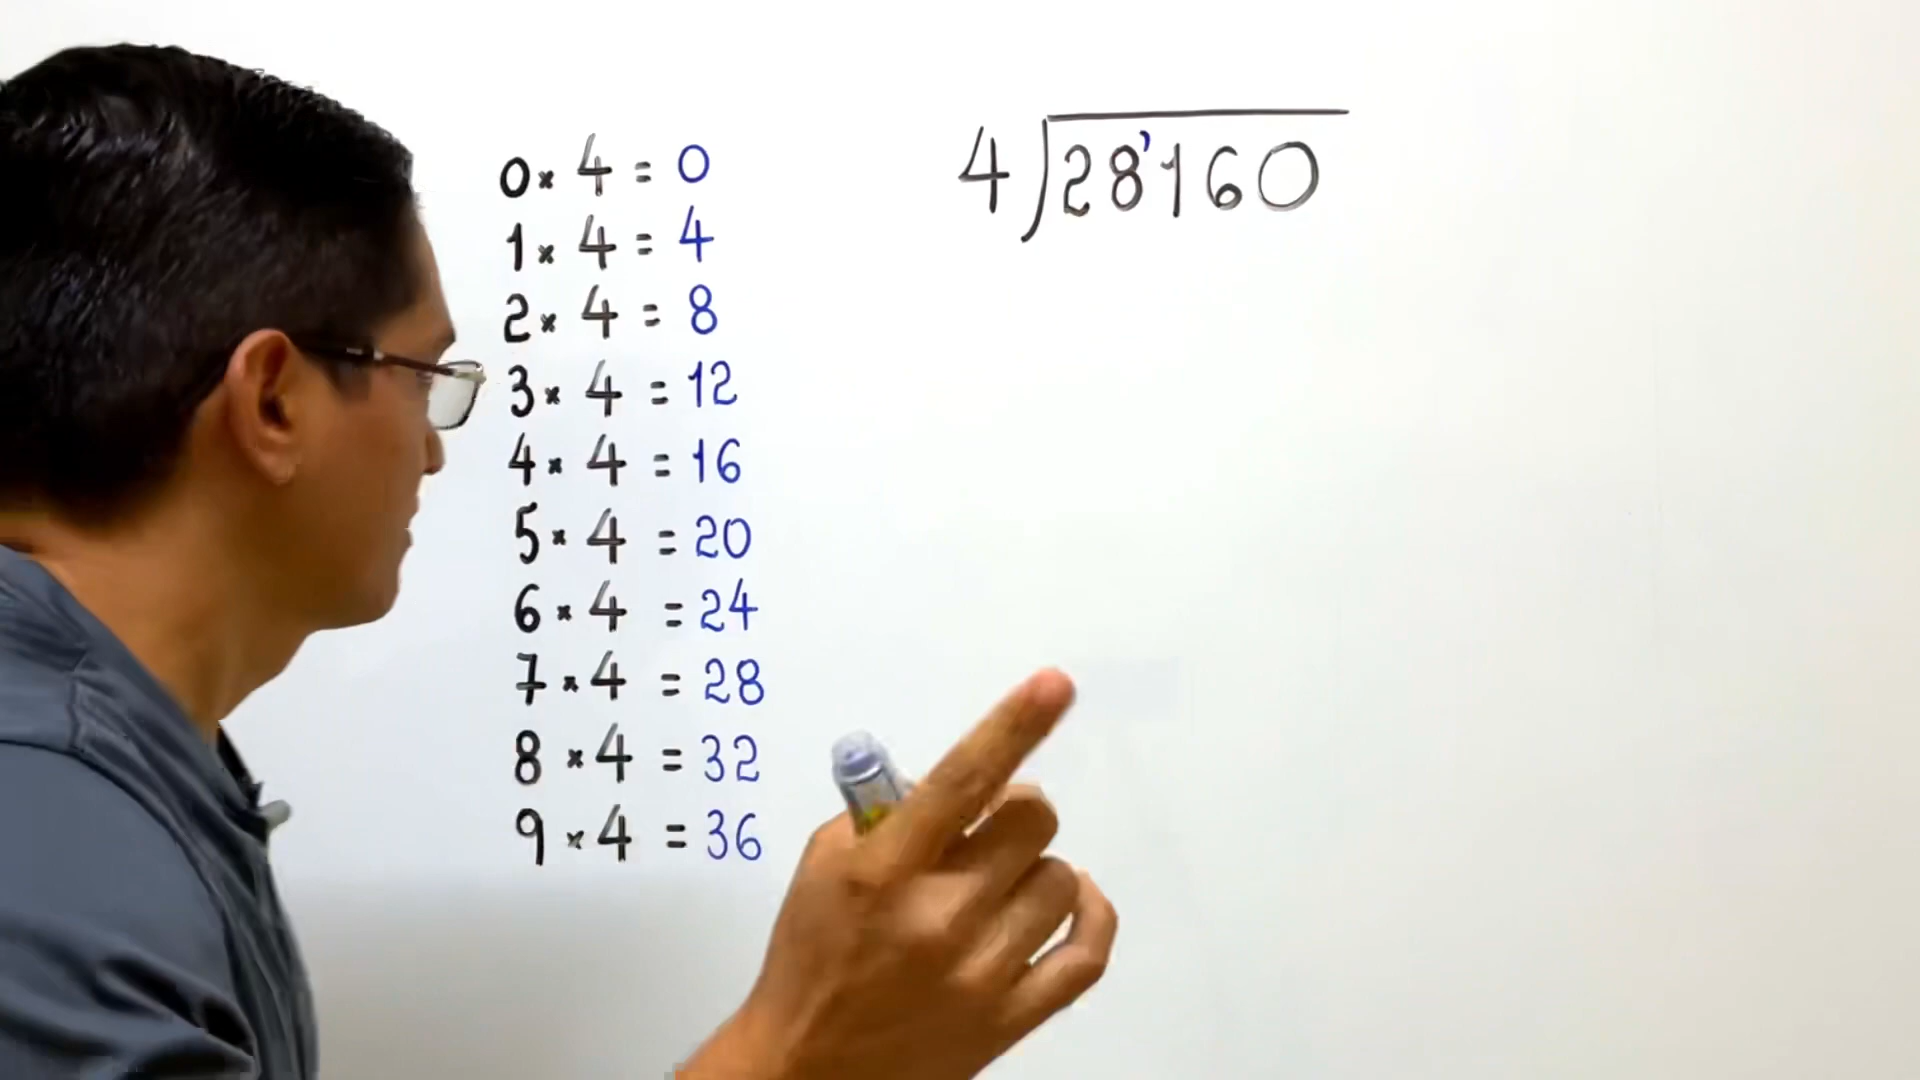 0 × 4 = 0
1 × 4 = 4
2 × 4 = 8
3 × 4 = 12
4 × 4 = 16
5 × 4 = 20
6 × 4 = 24
7 × 4 = 28
8 × 4 = 32
9 × 4 = 36
4)28'160